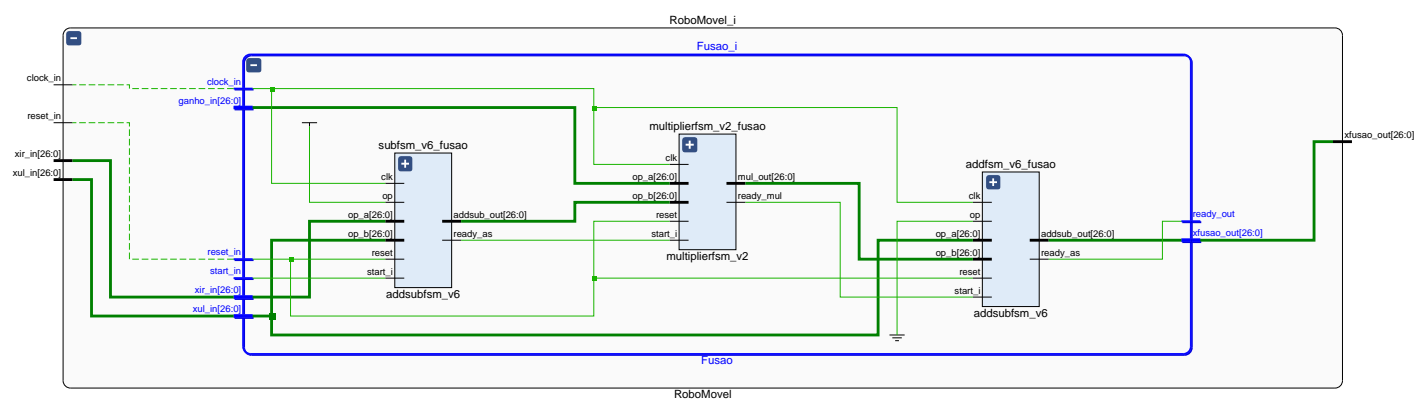 RoboMovel_i
Fusao_i
clock_in
reset_in
xir_in[26:0]
xul_in[26:0]
clock_in
ganho_in[26:0]
reset_in
start_in
xir_in[26:0]
xul_in[26:0]
subfsm_v6_fusao
clk
op
op_a[26:0]
op_b[26:0]
reset
start_i
addsub_out[26:0]
ready_as
addsubfsm_v6
multiplierfsm_v2_fusao
clk
op_a[26:0]
op_b[26:0]
reset
start_i
mul_out[26:0]
ready_mul
multiplierfsm_v2
addfsm_v6_fusao
clk
op
op_a[26:0]
op_b[26:0]
reset
start_i
addsub_out[26:0]
ready_as
addsubfsm_v6
ready_out
xfusao_out[26:0]
xfusao_out[26:0]
Fusao
RoboMovel